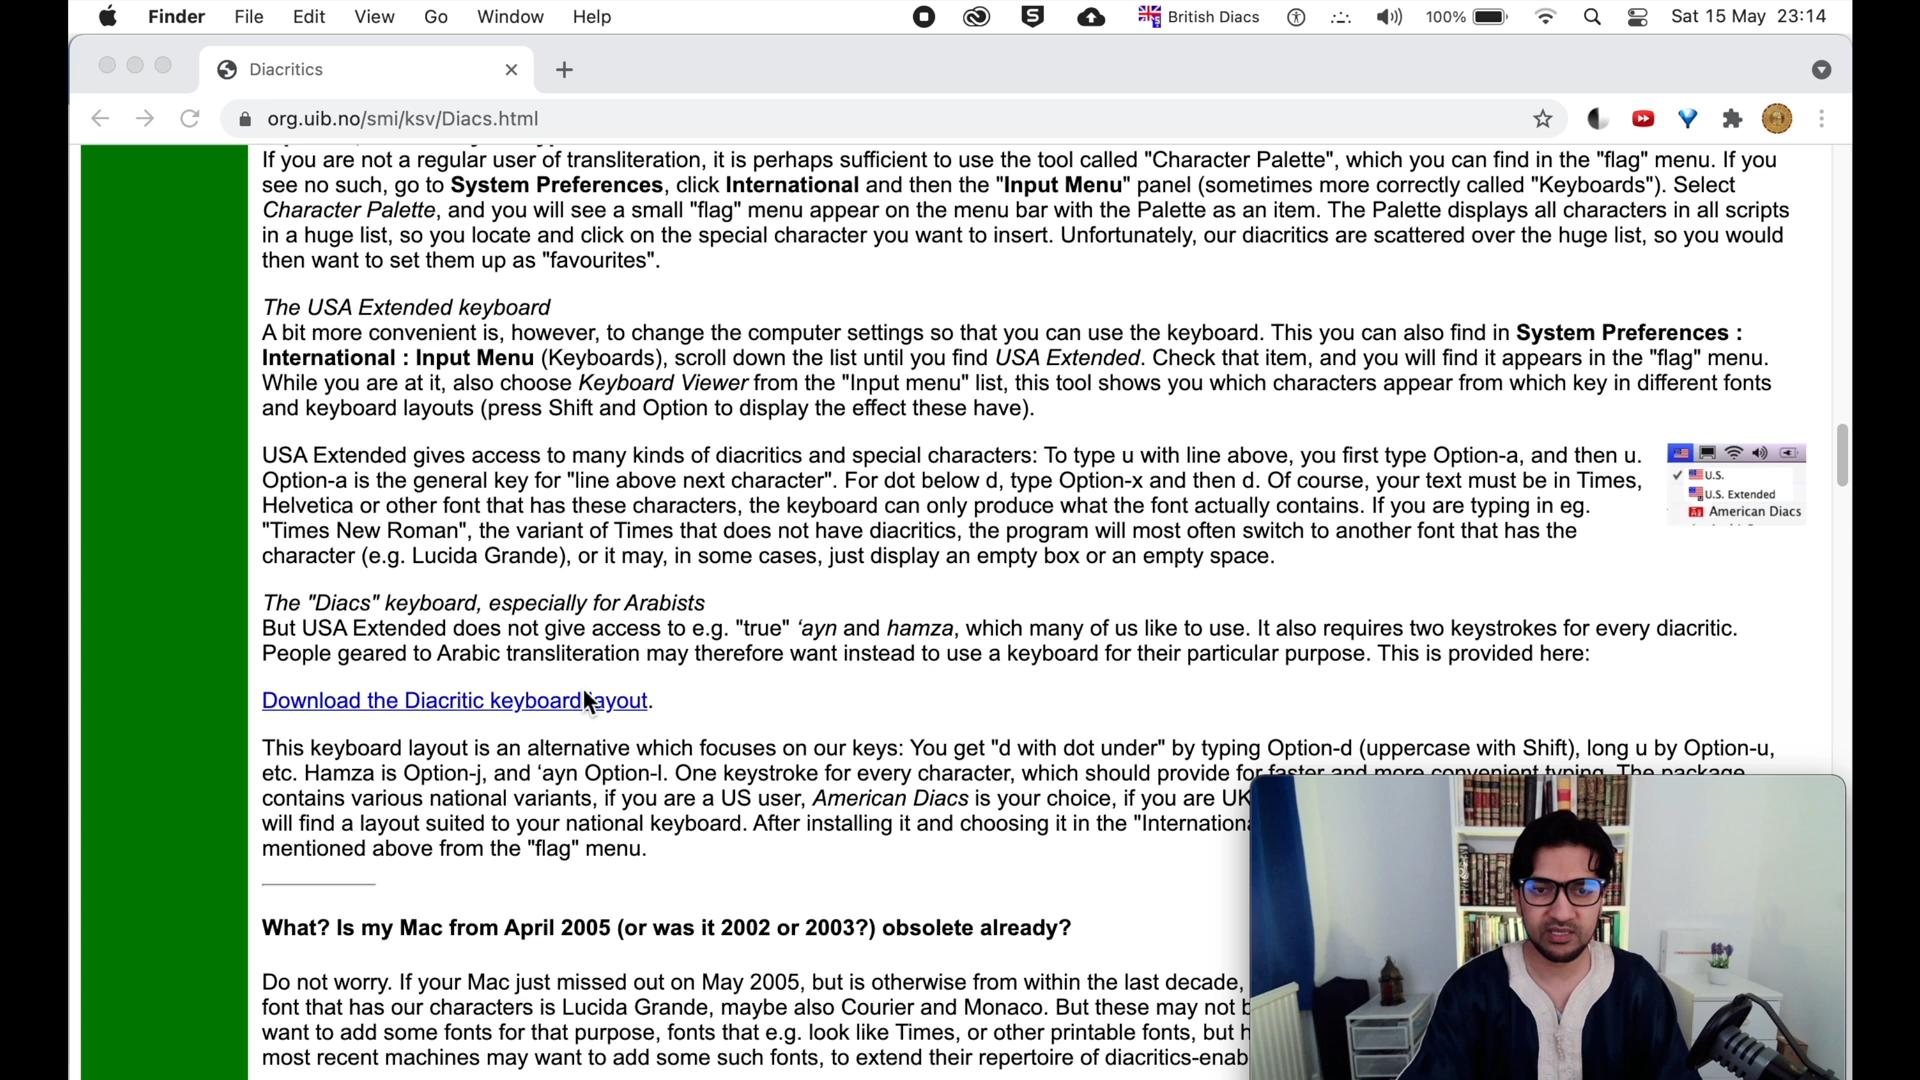 Finder File Edit View Go Window Help British Diacs 100% Sat 15 May 23:14
Diacritics
org.uib.no/smi/ksv/Diacs.html
If you are not a regular user of transliteration, it is perhaps sufficient to use the tool called "Character Palette", which you can find in the "flag" menu. If you
see no such, go to System Preferences, click International and then the "Input Menu" panel (sometimes more correctly called "Keyboards"). Select
Character Palette, and you will see a small "flag" menu appear on the menu bar with the Palette as an item. The Palette displays all characters in all scripts
in a huge list, so you locate and click on the special character you want to insert. Unfortunately, our diacritics are scattered over the huge list, so you would
then want to set them up as "favourites".
The USA Extended keyboard
A bit more convenient is, however, to change the computer settings so that you can use the keyboard. This you can also find in System Preferences :
International : Input Menu (Keyboards), scroll down the list until you find USA Extended. Check that item, and you will find it appears in the "flag" menu.
While you are at it, also choose Keyboard Viewer from the "Input menu" list, this tool shows you which characters appear from which key in different fonts
and keyboard layouts (press Shift and Option to display the effect these have).
USA Extended gives access to many kinds of diacritics and special characters: To type u with line above, you first type Option-a, and then u.
Option-a is the general key for "line above next character". For dot below d, type Option-x and then d. Of course, your text must be in Times,
Helvetica or other font that has these characters, the keyboard can only produce what the font actually contains. If you are typing in eg.
"Times New Roman", the variant of Times that does not have diacritics, the program will most often switch to another font that has the
character (e.g. Lucida Grande), or it may, in some cases, just display an empty box or an empty space.
U.S.
U.S. Extended
American Diacs
The "Diacs" keyboard, especially for Arabists
But USA Extended does not give access to e.g. "true" ‘ayn and hamza, which many of us like to use. It also requires two keystrokes for every diacritic.
People geared to Arabic transliteration may therefore want instead to use a keyboard for their particular purpose. This is provided here:
Download the Diacritic keyboard layout.
This keyboard layout is an alternative which focuses on our keys: You get "d with dot under" by typing Option-d (uppercase with Shift), long u by Option-u,
etc. Hamza is Option-j, and ‘ayn Option-l. One keystroke for every character, which should provide for faster and more convenient typing. The package
contains various national variants, if you are a US user, American Diacs is your choice, if you are UK
will find a layout suited to your national keyboard. After installing it and choosing it in the "Internationa
mentioned above from the "flag" menu.
What? Is my Mac from April 2005 (or was it 2002 or 2003?) obsolete already?
Do not worry. If your Mac just missed out on May 2005, but is otherwise from within the last decade,
font that has our characters is Lucida Grande, maybe also Courier and Monaco. But these may not b
want to add some fonts for that purpose, fonts that e.g. look like Times, or other printable fonts, but h
most recent machines may want to add some such fonts, to extend their repertoire of diacritics-enab